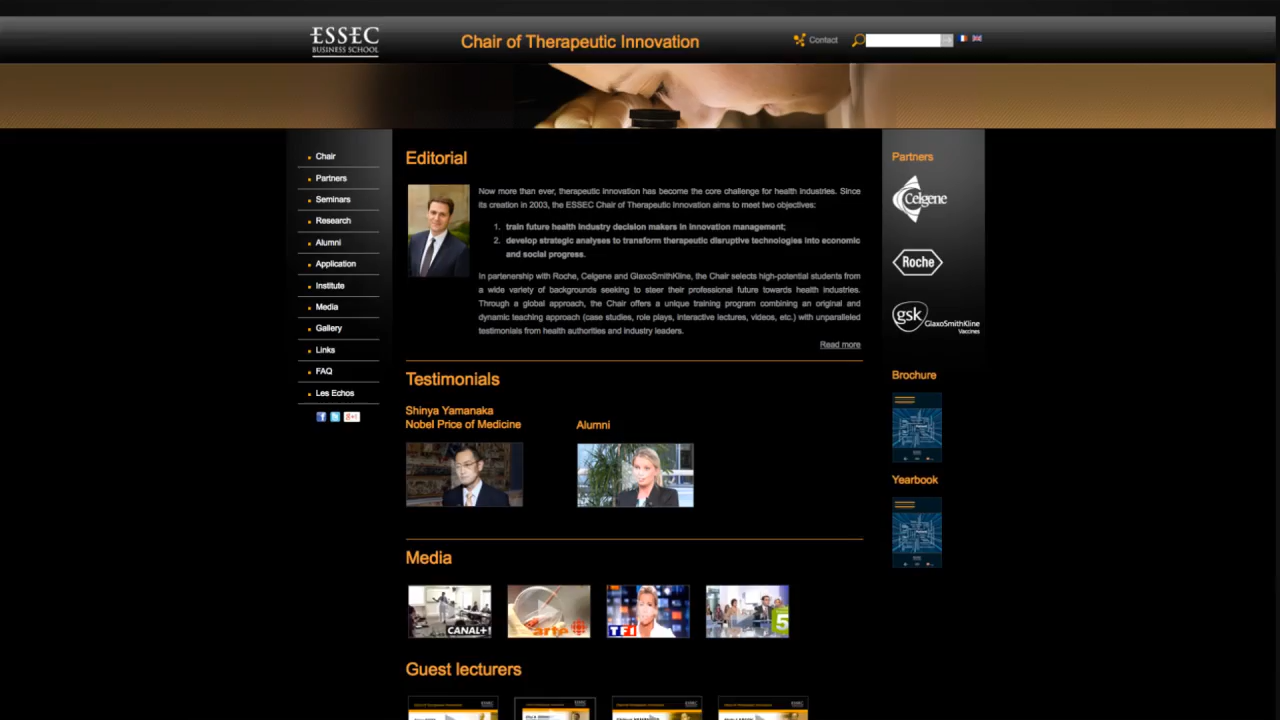 ESSEC
BUSINESS SCHOOL
Chair of Therapeutic Innovation
Contact
Chair
Partners
Seminars
Research
Alumni
Application
Institute
Media
Gallery
Links
FAQ
Les Echos
Editorial
Now more than ever, therapeutic innovation has become the core challenge for health industries. Since
its creation in 2003, the ESSEC Chair of Therapeutic Innovation aims to meet two objectives:
1. train future health industry decision makers in innovation management;
2. develop strategic analyses to transform therapeutic disruptive technologies into economic
and social progress.
In partenership with Roche, Celgene and GlaxoSmithKline, the Chair selects high-potential students from
a wide variety of backgrounds seeking to steer their professional future towards health industries.
Through a global approach, the Chair offers a unique training program combining an original and
dynamic teaching approach (case studies, role plays, interactive lectures, videos, etc.) with unparalleled
testimonials from health authorities and industry leaders.
Read more
Testimonials
Shinya Yamanaka
Nobel Price of Medicine
Alumni
Media
CANAL+
arte
TF1
5
Guest lecturers
Partners
Celgene
Roche
gsk GlaxoSmithKline
Vaccines
Brochure
Yearbook